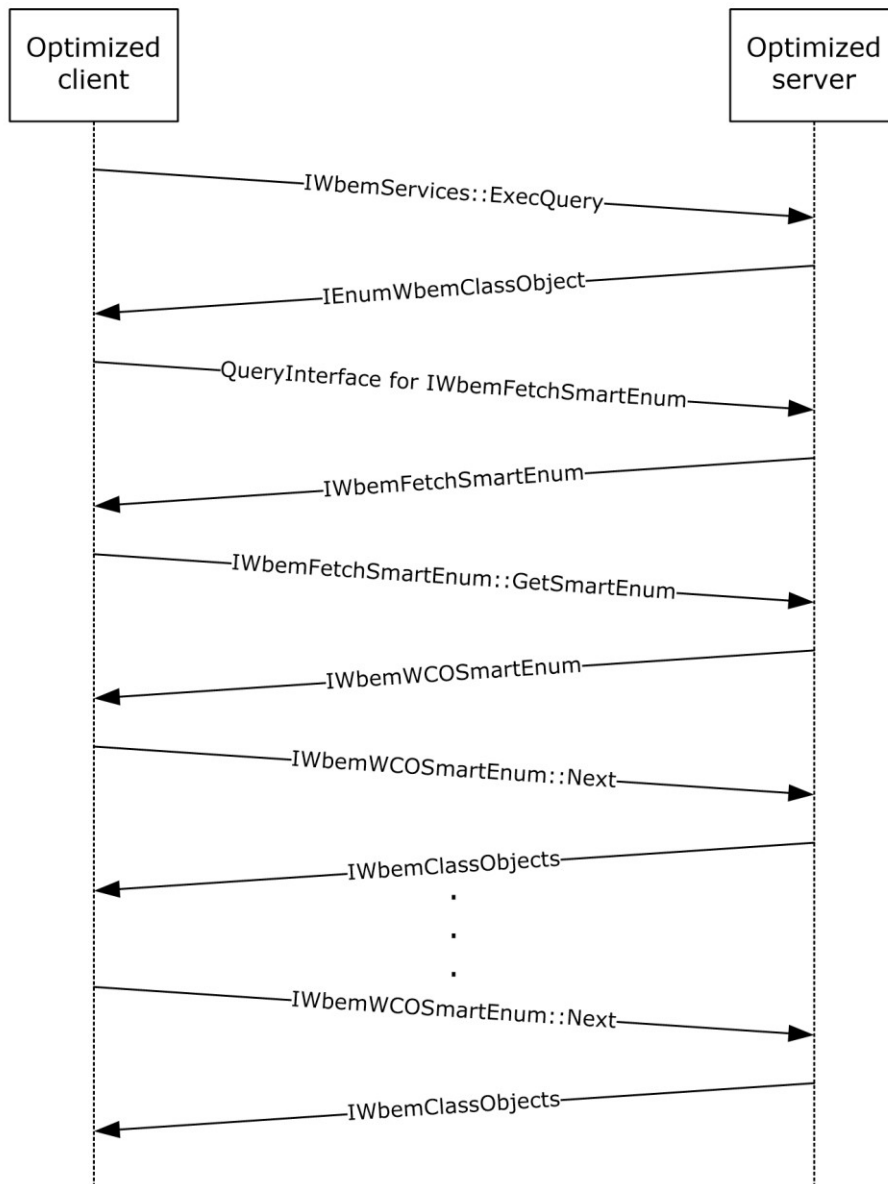 Optimized
client
Optimized
server
IWbemServices::ExecQuery
IEnumWbemClassObject
QueryInterface for IWbemFetchSmartEnum
IWbemFetchSmartEnum
IWbemFetchSmartEnum::GetSmartEnum
IWbemWCOSmartEnum
IWbemWCOSmartEnum::Next
IWbemClassObjects
.
.
.
IWbemWCOSmartEnum::Next
IWbemClassObjects